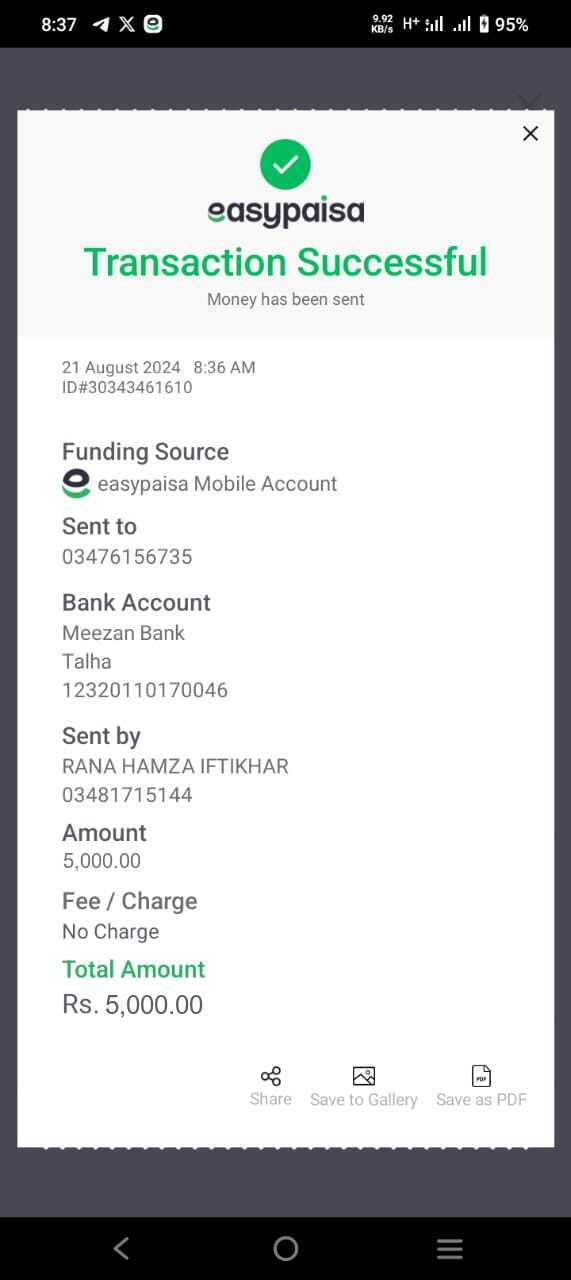 8:37
9.92
KB/s
H+
95%
easypaisa
Transaction Successful
Money has been sent
21 August 2024 8:36 AM
ID#30343461610
Funding Source
easypaisa Mobile Account
Sent to
03476156735
Bank Account
Meezan Bank
Talha
12320110170046
Sent by
RANA HAMZA IFTIKHAR
03481715144
Amount
5,000.00
Fee / Charge
No Charge
Total Amount
Rs. 5,000.00
PDF
Share Save to Gallery Save as PDF